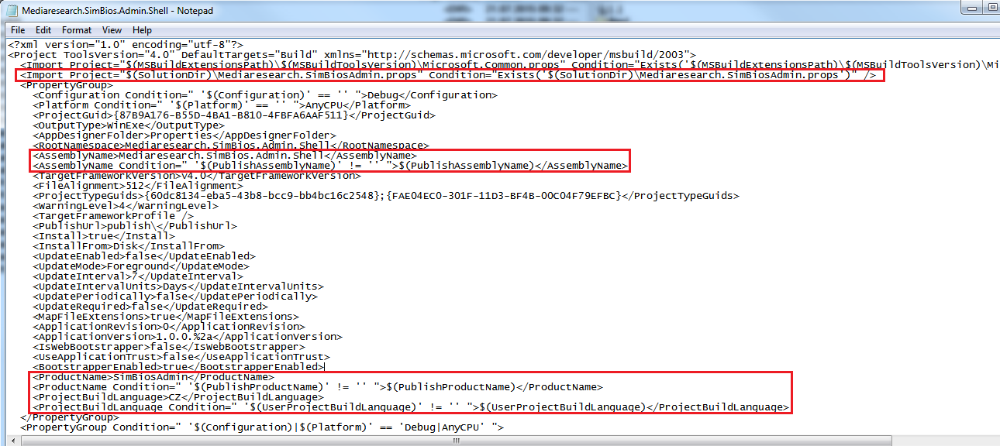 Mediaresearch.SimBios.Admin.Shell - Notepad
File Edit Format View Help
<?xml version="1.0" encoding="utf-8"?>
<Project ToolsVersion="4.0" DefaultTargets="Build" xmlns="http://schemas.microsoft.com/developer/msbuild/2003">
<Import Project="$(MSBuildExtensionsPath)\$(MSBuildToolsVersion)\Microsoft.Common.props" Condition="Exists('$(MSBuildExtensionsPath)\$(MSBuildToolsVersion)\Mi
<Import Project="$(SolutionDir)\Mediaresearch.SimBiosAdmin.props" Condition="Exists('$(SolutionDir)\Mediaresearch.SimBiosAdmin.props')" />
<PropertyGroup>
<Configuration Condition=" '$(Configuration)' == '' ">Debug</Configuration>
<Platform Condition=" '$(Platform)' == '' ">AnyCPU</Platform>
<ProjectGuid>{87B9A176-B55D-4BA1-B810-4FBFA6AAF511}</ProjectGuid>
<OutputType>WinExe</OutputType>
<AppDesignerFolder>Properties</AppDesignerFolder>
<RootNamespace>Mediaresearch.SimBios.Admin.Shell</RootNamespace>
<AssemblyName>Mediaresearch.SimBios.Admin.Shell</AssemblyName>
<AssemblyName Condition=" '$(PublishAssemblyName)' != '' ">$(PublishAssemblyName)</AssemblyName>
<TargetFrameworkVersion>v4.0</TargetFrameworkVersion>
<FileAlignment>512</FileAlignment>
<ProjectTypeGuids>{60dc8134-eba5-43b8-bcc9-bb4bc16c2548};{FAE04EC0-301F-11D3-BF4B-00C04F79EFBC}</ProjectTypeGuids>
<WarningLevel>4</WarningLevel>
<TargetFrameworkProfile />
<PublishUrl>publish\</PublishUrl>
<Install>true</Install>
<InstallFrom>Disk</InstallFrom>
<UpdateEnabled>false</UpdateEnabled>
<UpdateMode>Foreground</UpdateMode>
<UpdateInterval>7</UpdateInterval>
<UpdateIntervalUnits>Days</UpdateIntervalUnits>
<UpdatePeriodically>false</UpdatePeriodically>
<UpdateRequired>false</UpdateRequired>
<MapFileExtensions>true</MapFileExtensions>
<ApplicationRevision>0</ApplicationRevision>
<ApplicationVersion>1.0.0.%2a</ApplicationVersion>
<IsWebBootstrapper>false</IsWebBootstrapper>
<UseApplicationTrust>false</UseApplicationTrust>
<BootstrapperEnabled>true</BootstrapperEnabled>
<ProductName>SimBiosAdmin</ProductName>
<ProductName Condition=" '$(PublishProductName)' != '' ">$(PublishProductName)</ProductName>
<ProjectBuildLanguage>CZ</ProjectBuildLanguage>
<ProjectBuildLanguage Condition=" '$(UserProjectBuildLanguage)' != '' ">$(UserProjectBuildLanguage)</ProjectBuildLanguage>
</PropertyGroup>
<PropertyGroup Condition=" '$(Configuration)|$(Platform)' == 'Debug|AnyCPU' ">